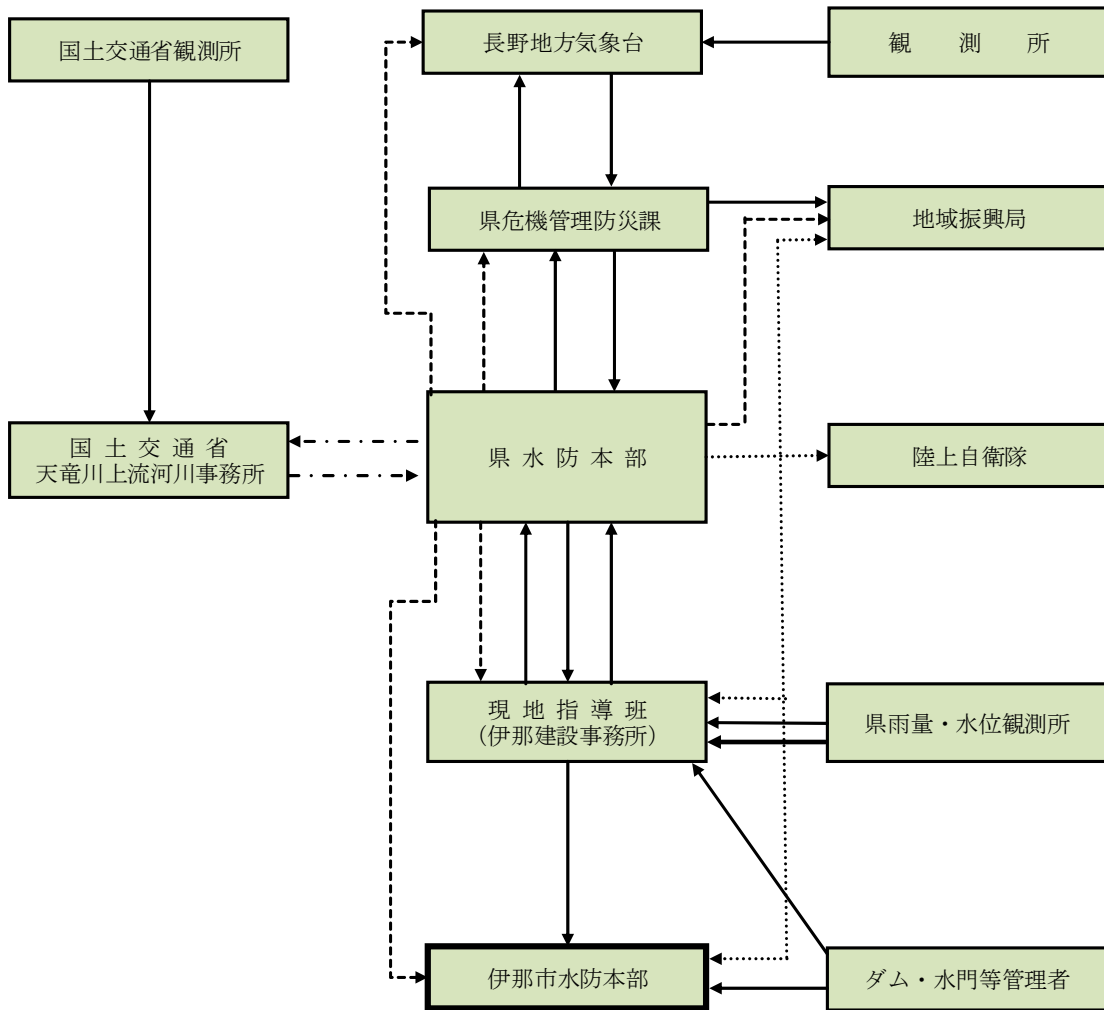 国土交通省観測所
長野地方気象台
観　測　所
県危機管理防災課
地域振興局
国 土 交 通 省
天竜川上流河川事務所
県 水 防 本 部
陸上自衛隊
現 地 指 導 班
(伊那建設事務所)
県雨量・水位観測所
伊那市水防本部
ダム・水門等管理者